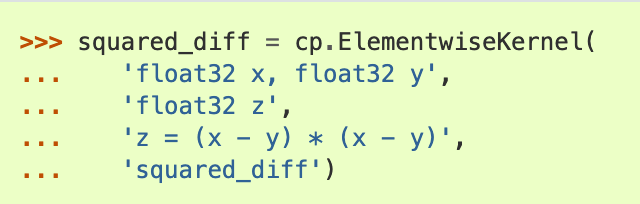 >>> squared_diff = cp.ElementwiseKernel(
...    'float32 x, float32 y',
...    'float32 z',
...    'z = (x - y) * (x - y)',
...    'squared_diff')